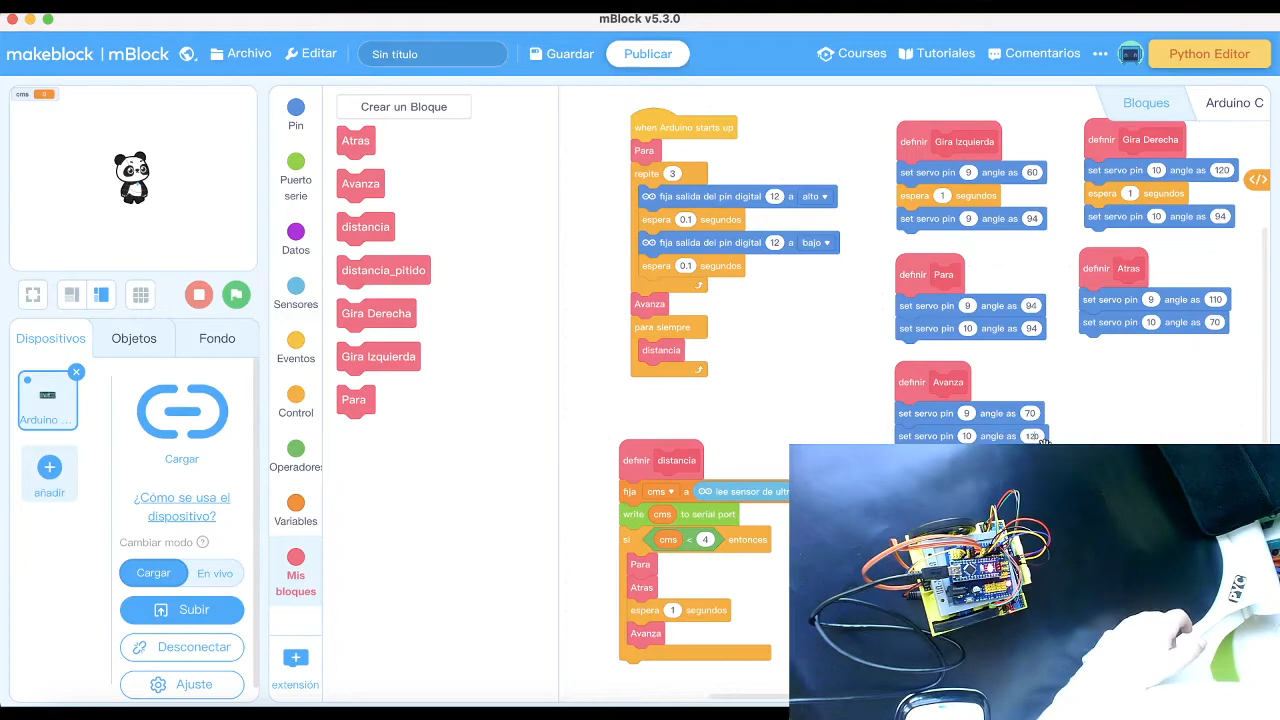 mBlock v5.3.0
makeblock | mBlock
Archivo
Editar
Sin título
Guardar
Publicar
Courses
Tutoriales
Comentarios
Python Editor
cms 0
Dispositivos
Objetos
Fondo
Arduino ...
añadir
Cargar
¿Cómo se usa el
dispositivo?
Cambiar modo
Cargar
En vivo
Subir
Desconectar
Ajuste
Pin
Puerto
serie
Datos
Sensores
Eventos
Control
Operadores
Variables
Mis
bloques
extensión
Crear un Bloque
Atras
Avanza
distancia
distancia_pitido
Gira Derecha
Gira Izquierda
Para
when Arduino starts up
Para
repite 3
fija salida del pin digital 12 a alto
espera 0.1 segundos
fija salida del pin digital 12 a bajo
espera 0.1 segundos
Avanza
para siempre
distancia
definir distancia
fija cms a lee sensor de ultr
write cms to serial port
si cms < 4 entonces
Para
Atras
espera 1 segundos
Avanza
Bloques
Arduino C
definir Gira Izquierda
set servo pin 9 angle as 60
espera 1 segundos
set servo pin 9 angle as 94
definir Gira Derecha
set servo pin 10 angle as 120
espera 1 segundos
set servo pin 10 angle as 94
definir Para
set servo pin 9 angle as 94
set servo pin 10 angle as 94
definir Atras
set servo pin 9 angle as 110
set servo pin 10 angle as 70
definir Avanza
set servo pin 9 angle as 70
set servo pin 10 angle as 120